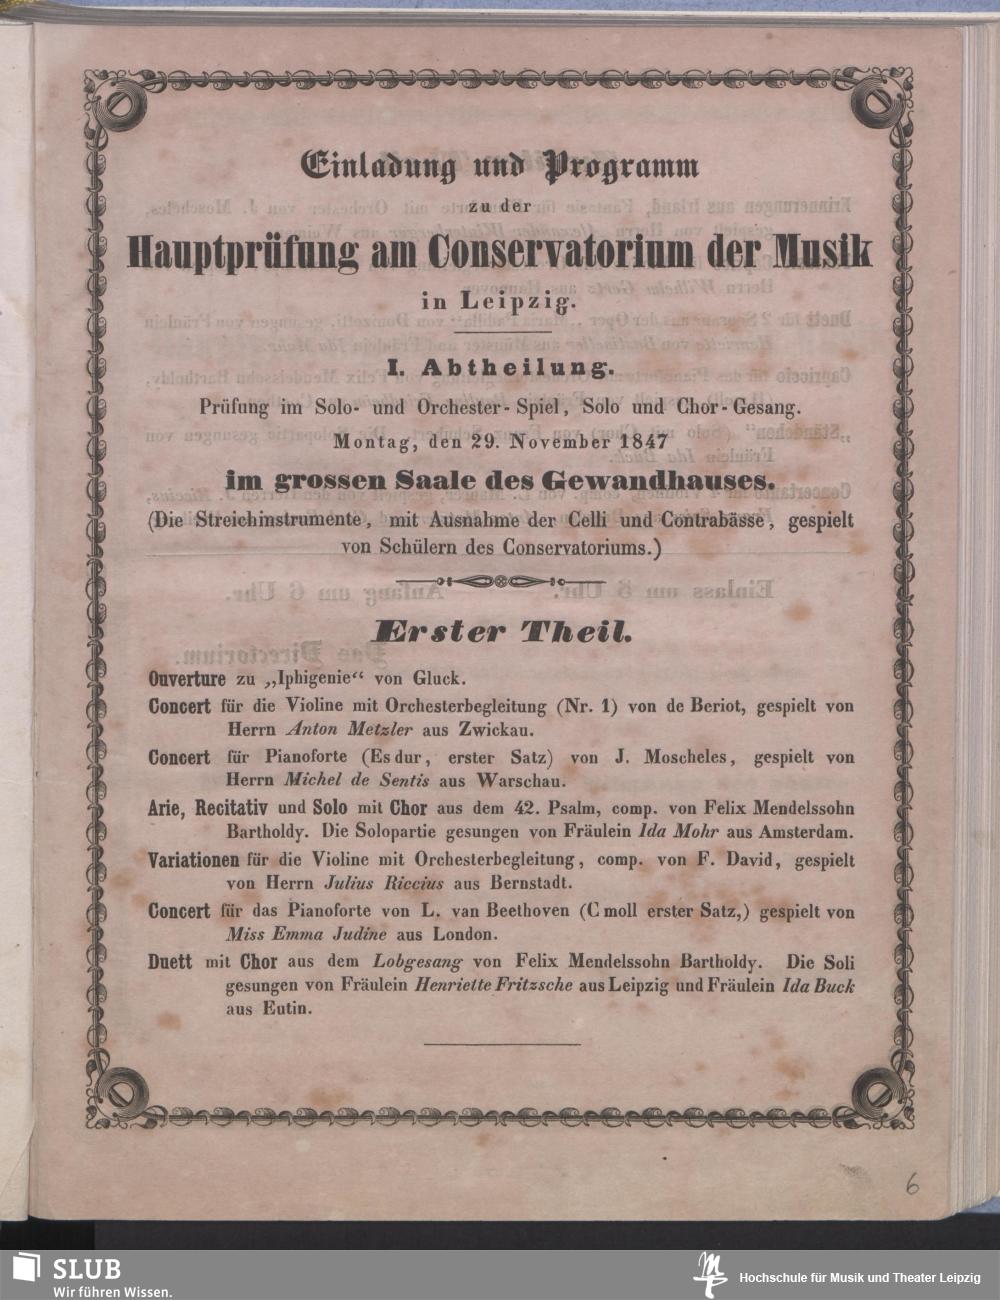 Einladung und Programm
zu der
Hauptprüfung am Conservatorium der Musik
in Leipzig.
I. Abtheilung.
Prüfung im Solo- und Orchester-Spiel, Solo und Chor-Gesang.
Montag, den 29. November 1847
im grossen Saale des Gewandhauses.
(Die Streichinstrumente, mit Ausnahme der Celli und Contrabässe, gespielt
von Schülern des Conservatoriums.)
Erster Theil.
Ouverture zu „Iphigenie“ von Gluck.
Concert für die Violine mit Orchesterbegleitung (Nr. 1) von de Beriot, gespielt von
Herrn Anton Metzler aus Zwickau.
Concert für Pianoforte (Es dur, erster Satz) von J. Moscheles, gespielt von
Herrn Michel de Sentis aus Warschau.
Arie, Recitativ und Solo mit Chor aus dem 42. Psalm, comp. von Felix Mendelssohn
Bartholdy. Die Solopartie gesungen von Fräulein Ida Mohr aus Amsterdam.
Variationen für die Violine mit Orchesterbegleitung, comp. von F. David, gespielt
von Herrn Julius Riccius aus Bernstadt.
Concert für das Pianoforte von L. van Beethoven (C moll erster Satz,) gespielt von
Miss Emma Judine aus London.
Duett mit Chor aus dem Lobgesang von Felix Mendelssohn Bartholdy. Die Soli
gesungen von Fräulein Henriette Fritzsche aus Leipzig und Fräulein Ida Buck
aus Eutin.
6
SLUB
Wir führen Wissen.
Hochschule für Musik und Theater Leipzig